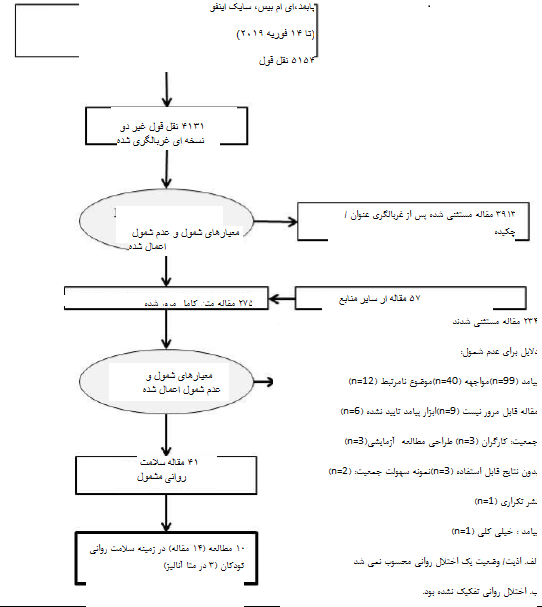 پابمد،ای ام بیس، سایک اینفو
(تا ۱۴ فوریه ۲۰۱۹)
۵۱۵۴ نقل قول
۴۱۳۱ نقل قول غیر دو
نسخه ای غربالگری شده
معیارهای شمول و عدم شمول
اعمال شده
۳۹۱۳ مقاله مستثنی شده پس از غربالگری عنوان /
چکیده
۵۷ مقاله از سایر منابع
۲۷۵ مقاله متن کامل مرور شده
۲۳۴ مقاله مستثنی شدند
دلایل برای عدم شمول:
پیامد (n=99)مواجهه (n=40)موضوع نامرتبط (n=12)
مقاله قابل مرور نیست (n=9)ابزار پیامد تایید نشده (n=6)
جمعیت: کارگران (n=3) طراحی مطالعه آزمایشی(n=3)
بدون نتایج قابل استفاده (n=3)نمونه سهولت جمعیت: (n=2)
نشر تکراری (n=1)
پیامد : خیلی کلی (n=1)
الف. اذیت/ وضعیت یک اختلال روانی محسوب نمی شد
ب. اختلال روانی تفکیک نشده بود.
معیارهای شمول و
عدم شمول اعمال شده
۴۱ مقاله سلامت
روانی مشمول
۱۰ مطالعه (۱۴ مقاله) در زمینه سلامت روانی
کودکان (۳ در متا آنالیز)